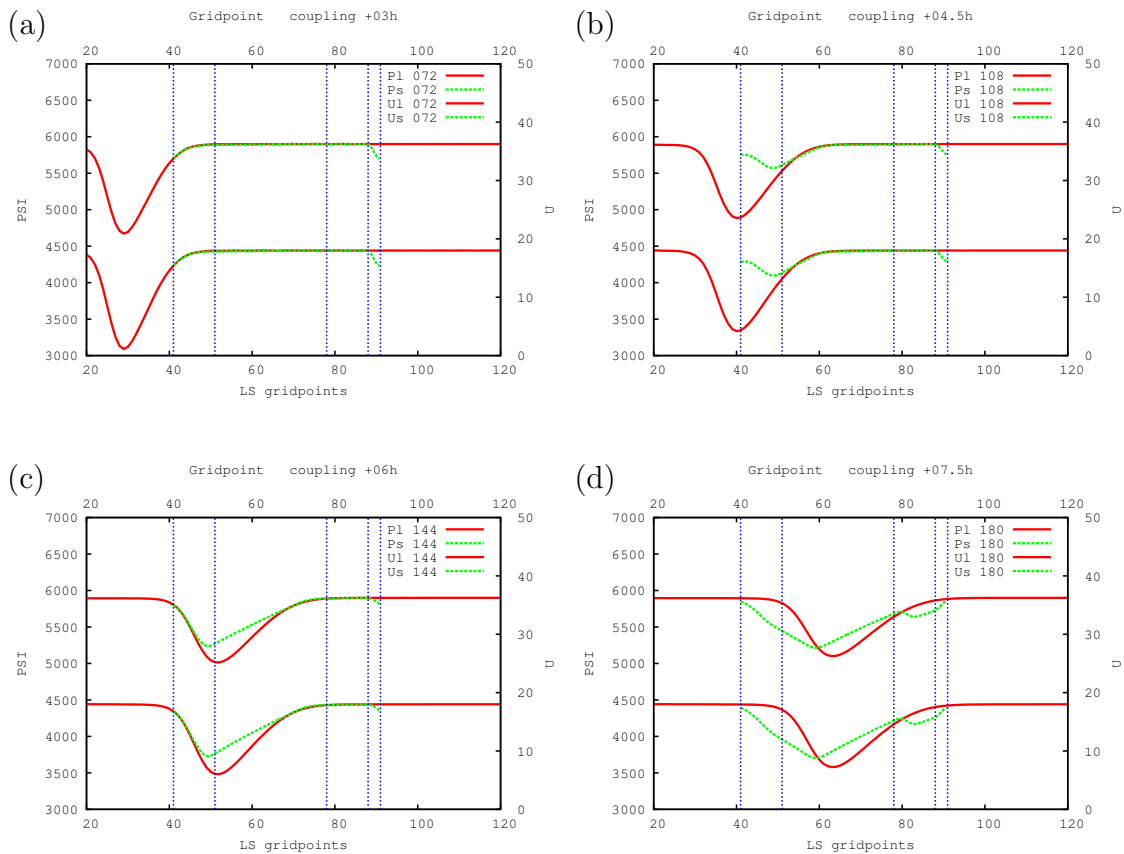 (a)
Gridpoint coupling +03h
20 40 60 80 100 120
7000 50
6500
6000 40
5500
30
5000
4500 20
4000
10
3500
3000 0
PSI
U
Pl 072
Ps 072
Ul 072
Us 072
20 40 60 80 100 120
LS gridpoints
(b)
Gridpoint coupling +04.5h
20 40 60 80 100 120
7000 50
6500
6000 40
5500
30
5000
4500 20
4000
10
3500
3000 0
PSI
U
Pl 108
Ps 108
Ul 108
Us 108
20 40 60 80 100 120
LS gridpoints
(c)
Gridpoint coupling +06h
20 40 60 80 100 120
7000 50
6500
6000 40
5500
30
5000
4500 20
4000
10
3500
3000 0
PSI
U
Pl 144
Ps 144
Ul 144
Us 144
20 40 60 80 100 120
LS gridpoints
(d)
Gridpoint coupling +07.5h
20 40 60 80 100 120
7000 50
6500
6000 40
5500
30
5000
4500 20
4000
10
3500
3000 0
PSI
U
Pl 180
Ps 180
Ul 180
Us 180
20 40 60 80 100 120
LS gridpoints